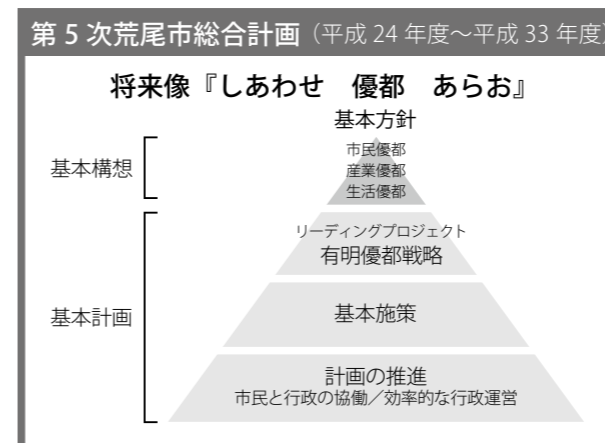 第5次荒尾市総合計画（平成24年度～平成33年度）
将来像『しあわせ　優都　あらお』
基本方針
基本構想
市民優都
産業優都
生活優都
リーディングプロジェクト
有明優都戦略
基本計画
基本施策
計画の推進
市民と行政の協働／効率的な行政運営